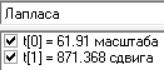 Лапласа
t[0] = 61.91 масштаба
t[1] = 871.368 сдвига